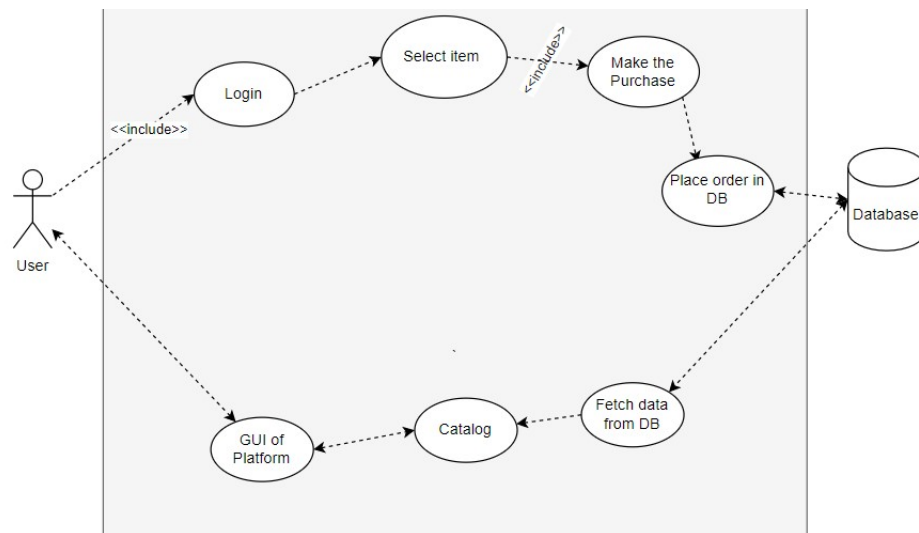 Select item
<<include>>
Make the
Purchase
Login
<<include>>
Place order in
DB
Database
User
Fetch data
from DB
Catalog
GUI of
Platform